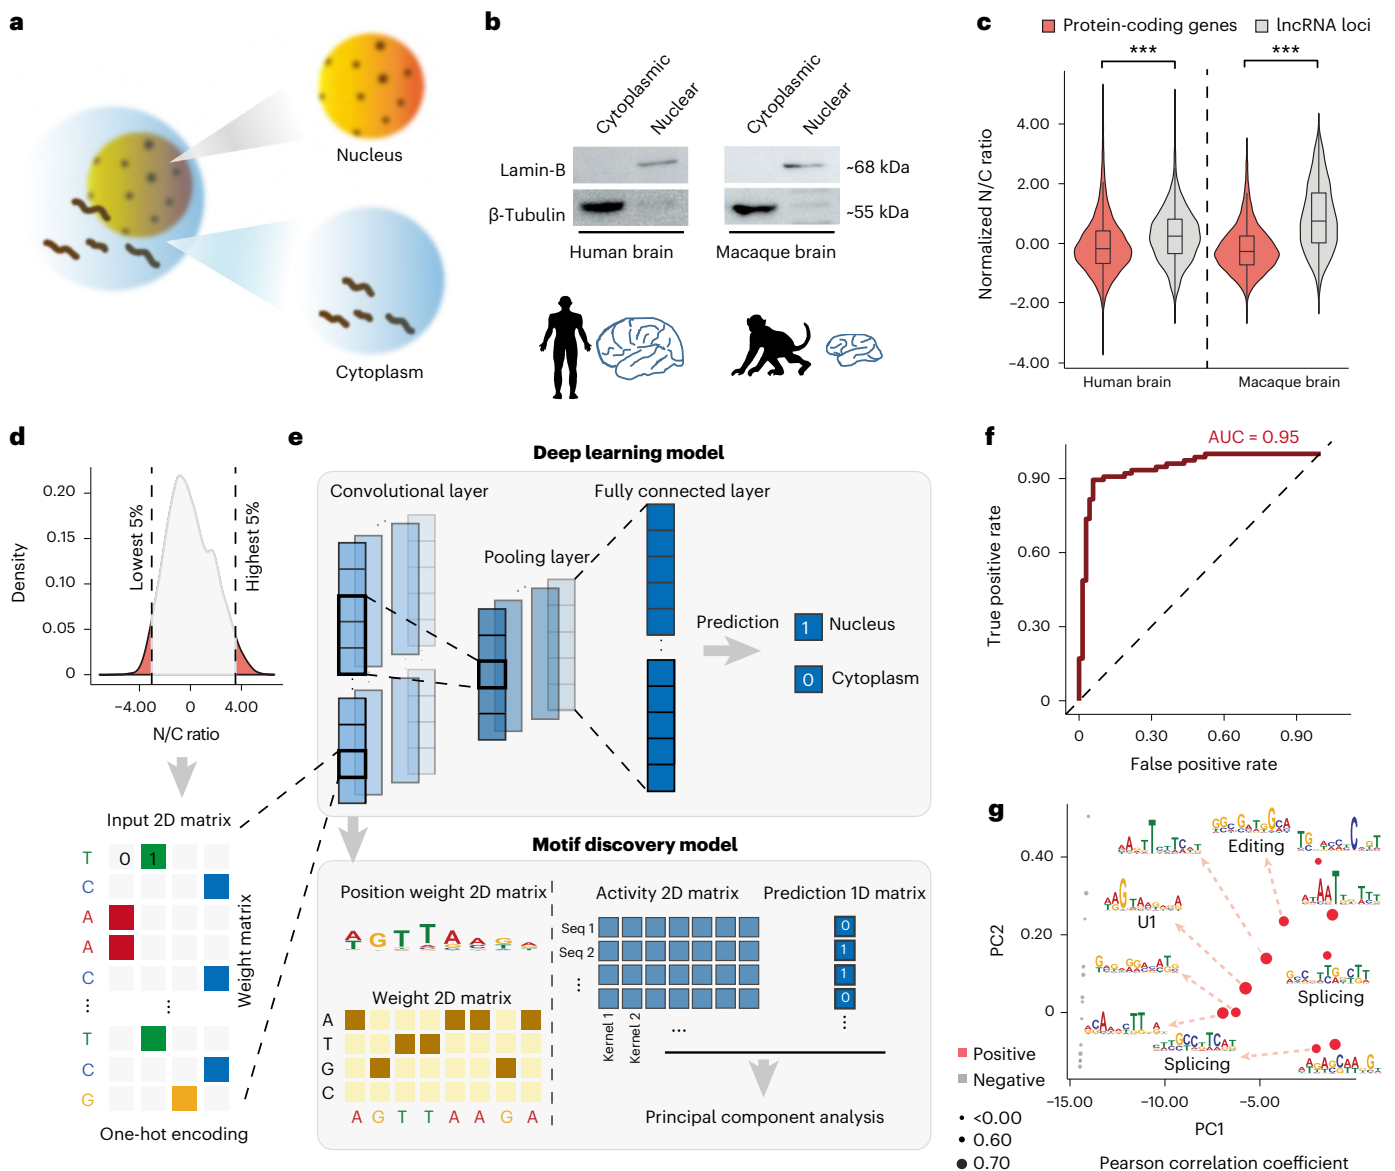 a
Nucleus
Cytoplasm
b
Cytoplasmic
Nuclear
Cytoplasmic
Nuclear
Lamin-B
~68 kDa
β-Tubulin
~55 kDa
Human brain
Macaque brain
c
Protein-coding genes
lncRNA loci
***
***
Normalized N/C ratio
4.00
2.00
0.00
−2.00
−4.00
Human brain
Macaque brain
d
Density
0.20
0.15
0.10
0.05
0
Lowest 5%
Highest 5%
−4.00
0
4.00
N/C ratio
Input 2D matrix
T
0
1
C
A
A
C
T
C
G
Weight matrix
One-hot encoding
e
Deep learning model
Convolutional layer
Fully connected layer
Pooling layer
Prediction
1
Nucleus
0
Cytoplasm
Motif discovery model
Position weight 2D matrix
A G T T A A G A
Weight 2D matrix
A
T
G
C
A G T T A A G A
Activity 2D matrix
Seq 1
Seq 2
Kernel 1
Kernel 2
Prediction 1D matrix
0
1
1
0
Principal component analysis
f
AUC = 0.95
True positive rate
0.90
0.60
0.30
0
0
0.30
0.60
0.90
False positive rate
g
PC2
0.40
0.20
0
Editing
U1
Splicing
Splicing
−15.00
−10.00
−5.00
PC1
Positive
Negative
<0.00
0.60
0.70
Pearson correlation coefficient